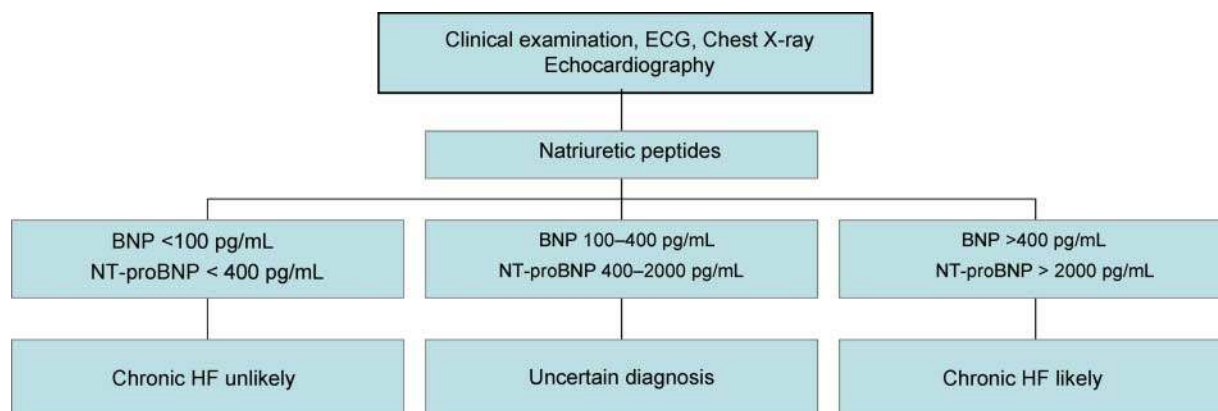 Clinical examination, ECG, Chest X-ray
Echocardiography
Natriuretic peptides
BNP <100 pg/mL
NT-proBNP < 400 pg/mL
BNP 100–400 pg/mL
NT-proBNP 400–2000 pg/mL
BNP >400 pg/mL
NT-proBNP > 2000 pg/mL
Chronic HF unlikely
Uncertain diagnosis
Chronic HF likely